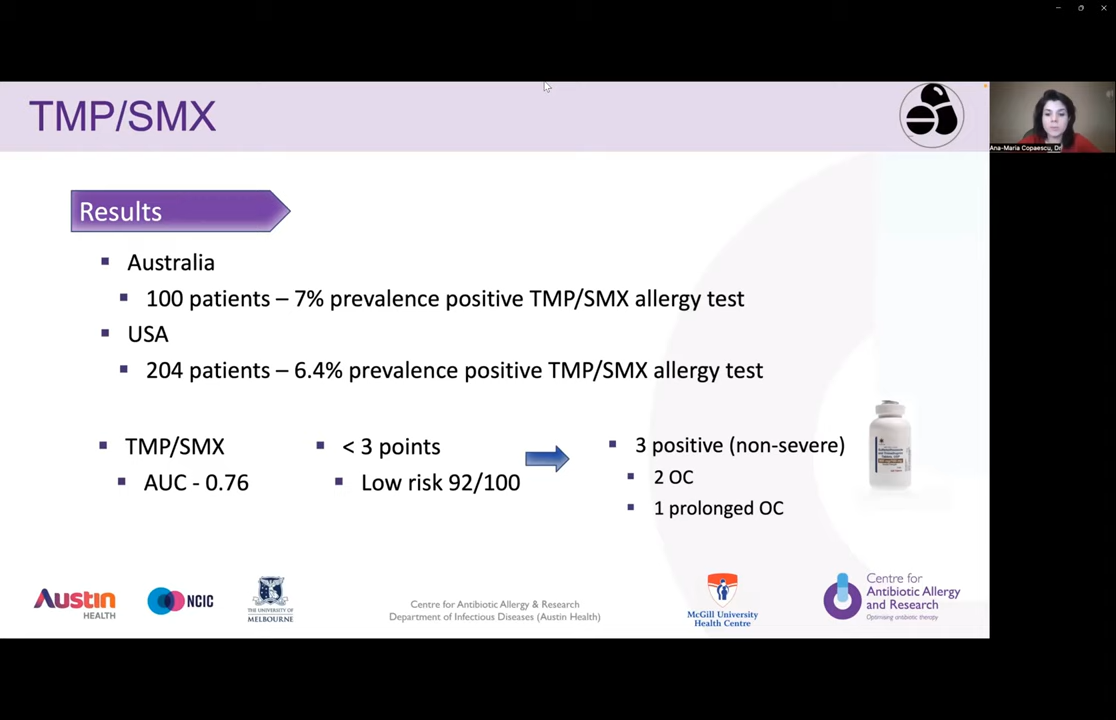 TMP/SMX
Ana-Maria Copaescu, Dr
Results
Australia
100 patients – 7% prevalence positive TMP/SMX allergy test
USA
204 patients – 6.4% prevalence positive TMP/SMX allergy test
TMP/SMX
AUC - 0.76
< 3 points
Low risk 92/100
3 positive (non-severe)
2 OC
1 prolonged OC
Austin
HEALTH
NCIC
THE UNIVERSITY OF
MELBOURNE
Centre for Antibiotic Allergy & Research
Department of Infectious Diseases (Austin Health)
McGill University
Health Centre
Centre for
Antibiotic Allergy
and Research
Optimising antibiotic therapy